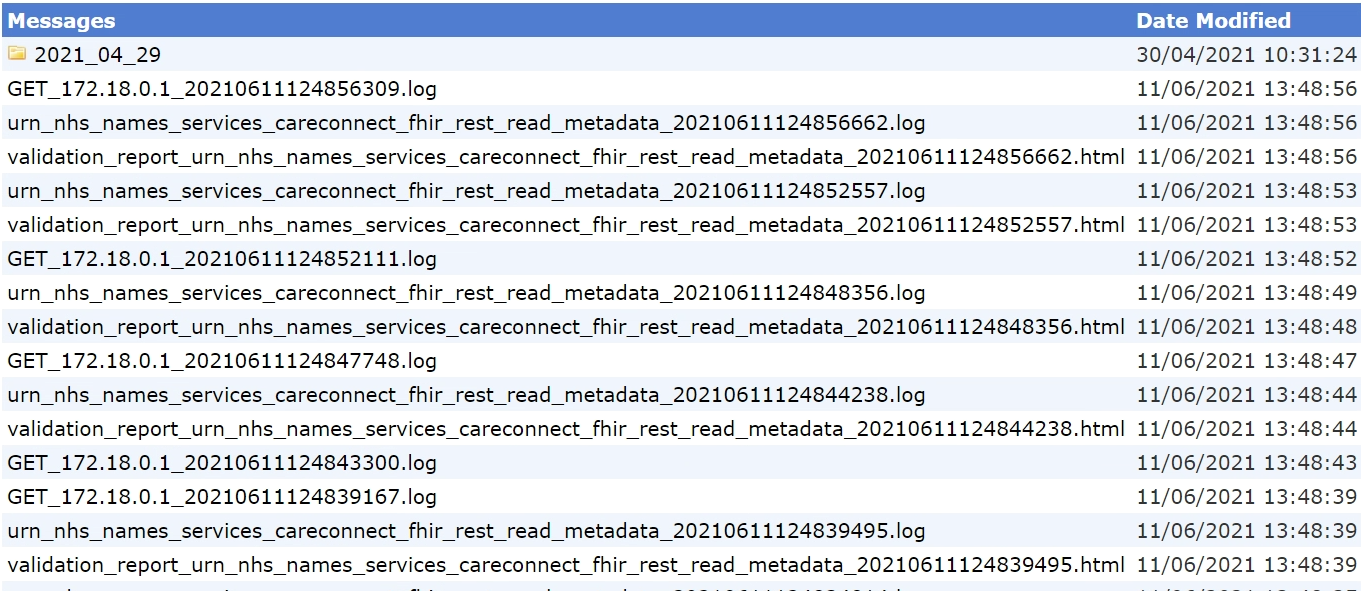 Messages Date Modified
2021_04_29 30/04/2021 10:31:24
GET_172.18.0.1_20210611124856309.log 11/06/2021 13:48:56
urn_nhs_names_services_careconnect_fhir_rest_read_metadata_20210611124856662.log 11/06/2021 13:48:56
validation_report_urn_nhs_names_services_careconnect_fhir_rest_read_metadata_20210611124856662.html 11/06/2021 13:48:56
urn_nhs_names_services_careconnect_fhir_rest_read_metadata_20210611124852557.log 11/06/2021 13:48:53
validation_report_urn_nhs_names_services_careconnect_fhir_rest_read_metadata_20210611124852557.html 11/06/2021 13:48:53
GET_172.18.0.1_20210611124852111.log 11/06/2021 13:48:52
urn_nhs_names_services_careconnect_fhir_rest_read_metadata_20210611124848356.log 11/06/2021 13:48:49
validation_report_urn_nhs_names_services_careconnect_fhir_rest_read_metadata_20210611124848356.html 11/06/2021 13:48:48
GET_172.18.0.1_20210611124847748.log 11/06/2021 13:48:47
urn_nhs_names_services_careconnect_fhir_rest_read_metadata_20210611124844238.log 11/06/2021 13:48:44
validation_report_urn_nhs_names_services_careconnect_fhir_rest_read_metadata_20210611124844238.html 11/06/2021 13:48:44
GET_172.18.0.1_20210611124843300.log 11/06/2021 13:48:43
GET_172.18.0.1_20210611124839167.log 11/06/2021 13:48:39
urn_nhs_names_services_careconnect_fhir_rest_read_metadata_20210611124839495.log 11/06/2021 13:48:39
validation_report_urn_nhs_names_services_careconnect_fhir_rest_read_metadata_20210611124839495.html 11/06/2021 13:48:39